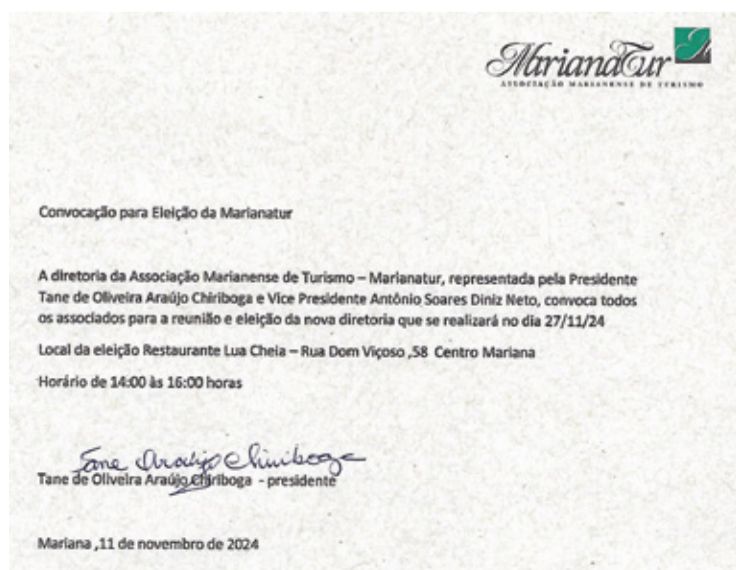 MarianaTur
ASSOCIAÇÃO MARIANENSE DE TURISMO
Convocação para Eleição da Marianatur
A diretoria da Associação Marianense de Turismo – Marianatur, representada pela Presidente
Tane de Oliveira Araújo Chiriboga e Vice Presidente Antônio Soares Diniz Neto, convoca todos
os associados para a reunião e eleição da nova diretoria que se realizará no dia 27/11/24
Local da eleição Restaurante Lua Cheia – Rua Dom Viçoso ,58 Centro Mariana
Horário de 14:00 às 16:00 horas
Tane Araújo Chiriboga
Tane de Oliveira Araújo Chiriboga - presidente
Mariana ,11 de novembro de 2024